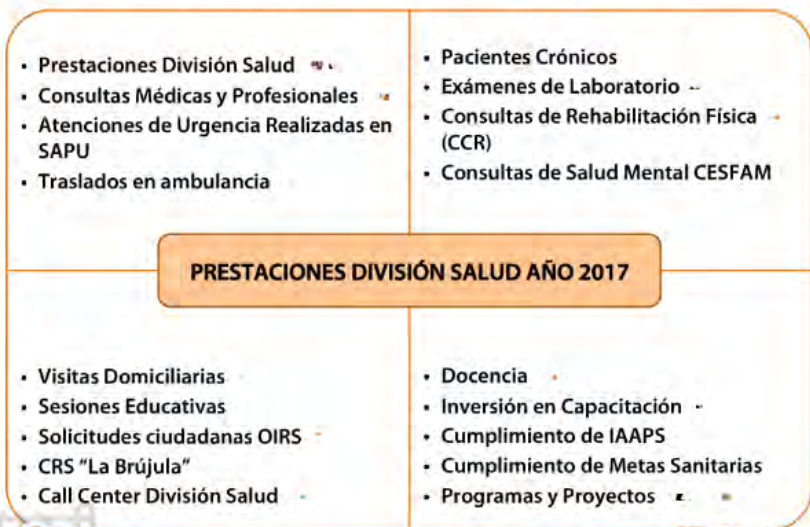 • Prestaciones División Salud
• Consultas Médicas y Profesionales
• Atenciones de Urgencia Realizadas en
SAPU
• Traslados en ambulancia
• Pacientes Crónicos
• Exámenes de Laboratorio
• Consultas de Rehabilitación Física
(CCR)
• Consultas de Salud Mental CESFAM
PRESTACIONES DIVISIÓN SALUD AÑO 2017
• Visitas Domiciliarias
• Sesiones Educativas
• Solicitudes ciudadanas OIRS
• CRS "La Brújula"
• Call Center División Salud
• Docencia
• Inversión en Capacitación
• Cumplimiento de IAAPS
• Cumplimiento de Metas Sanitarias
• Programas y Proyectos